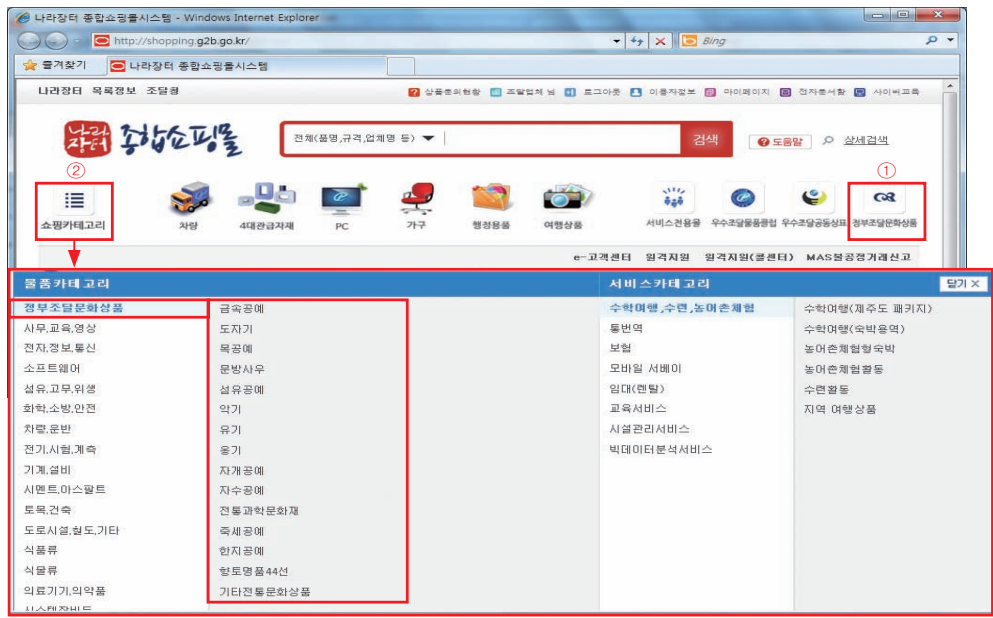 나라장터 종합쇼핑몰시스템 - Windows Internet Explorer
http://shopping.g2b.go.kr/
Bing
즐겨찾기
나라장터 종합쇼핑몰시스템
나라장터 목록정보 조달청
상품문의현황 조달업체 님 로그아웃 이용자정보 마이페이지 전자문서함 사이버교육
나라장터 종합쇼핑몰
전체(품명,규격,업체명 등)
검색
도움말
상세검색
②
①
쇼핑카테고리
차량
4대관급자재
PC
가구
행정용품
여행상품
서비스전용몰
우수조달물품클럽
우수조달공동상표
정부조달문화상품
e-고객센터 원격지원 원격지원(콜센터) MAS불공정거래신고
물품카테고리
서비스카테고리
닫기 ×
정부조달문화상품
사무,교육,영상
전자,정보,통신
소프트웨어
섬유,고무,위생
화학,소방,안전
차량,운반
전기,시험,계측
기계,설비
시멘트,아스팔트
토목,건축
도로시설,철도,기타
식품류
식물류
의료기기,의약품
금속공예
도자기
목공예
문방사우
섬유공예
악기
유기
옹기
자개공예
자수공예
전통과학문화재
죽세공예
한지공예
향토명품44선
기타전통문화상품
수학여행,수련,농어촌체험
통번역
보험
모바일 서베이
임대(렌탈)
교육서비스
시설관리서비스
빅데이터분석서비스
수학여행(제주도 패키지)
수학여행(숙박용역)
농어촌체험형숙박
농어촌체험활동
수련활동
지역 여행상품